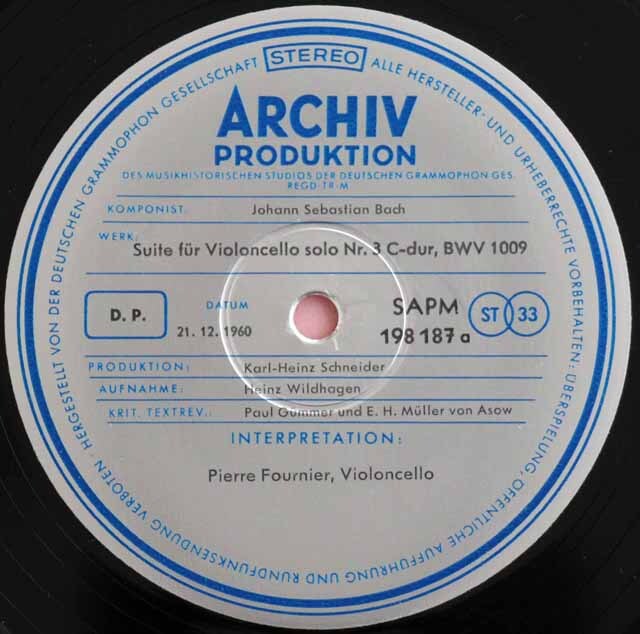 HERGESTELLT VON DER DEUTSCHEN GRAMMOPHON GESELLSCHAFT
STEREO
ALLE HERSTELLER- UND URHEBERRECHTE VORBEHALTEN: ÜBERSPIELUNG, ÖFFENTLICHE AUFFÜHRUNG UND RUNDFUNKSENDUNG VERBOTEN ·
ARCHIV
PRODUKTION
DES MUSIKHISTORISCHEN STUDIOS DER DEUTSCHEN GRAMMOPHON GES.
REGD·TR·M
KOMPONIST: Johann Sebastian Bach
WERK: Suite für Violoncello solo Nr. 3 C-dur, BWV 1009
D. P.
DATUM
21. 12. 1960
SAPM
198 187 a
ST 33
PRODUKTION: Karl-Heinz Schneider
AUFNAHME: Heinz Wildhagen
KRIT. TEXTREV.: Paul Gümmer und E. H. Müller von Asow
INTERPRETATION:
Pierre Fournier, Violoncello